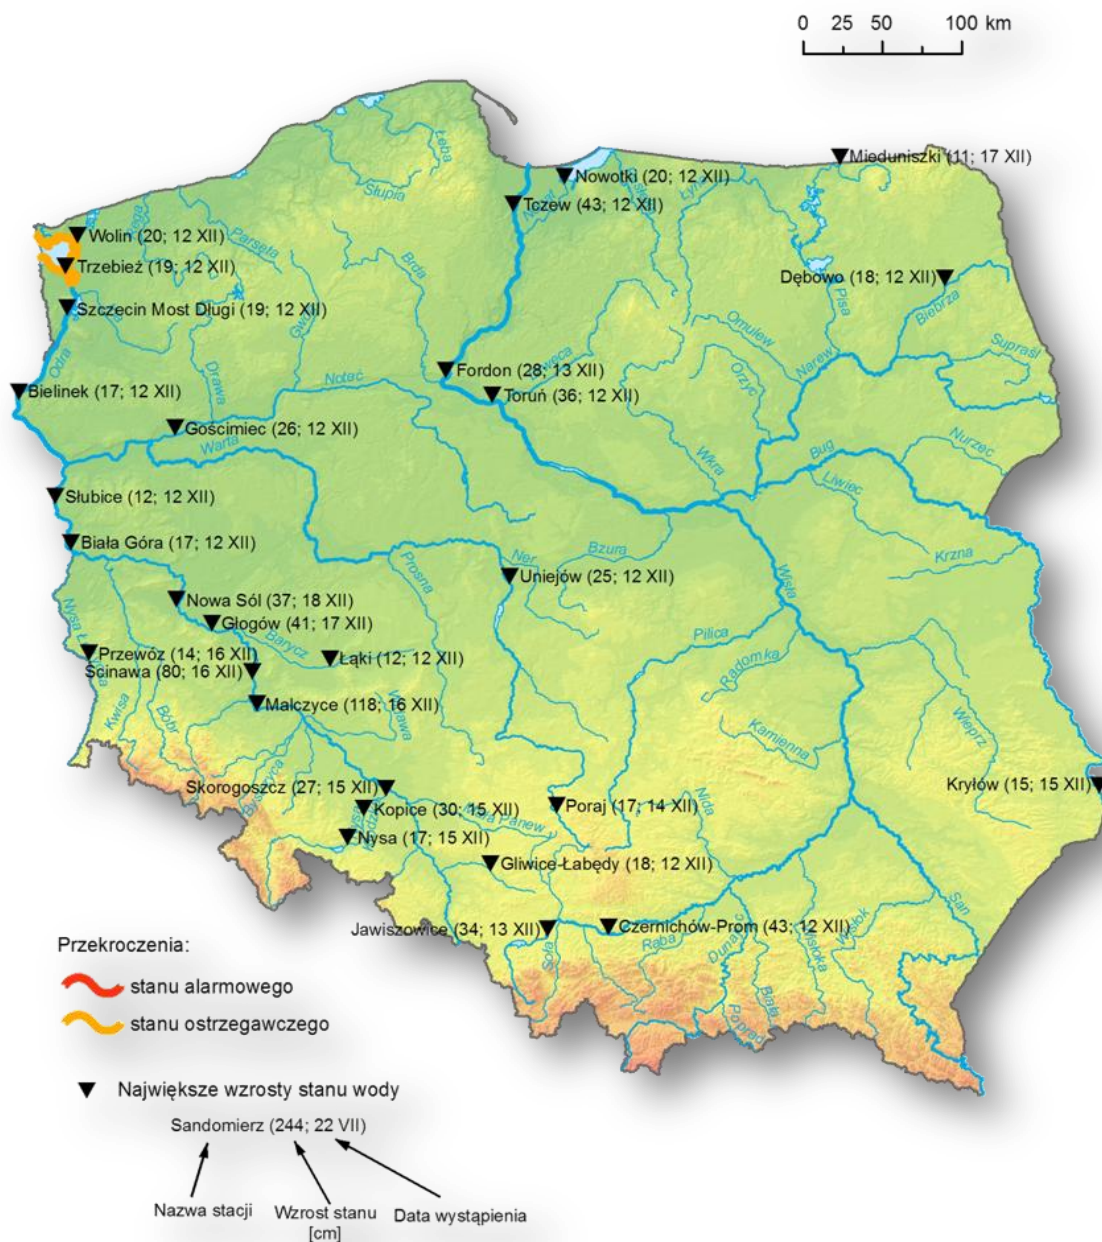 0 25 50 100 km
Łeba
Słupia
Mieduniszki (11; 17 XII)
Nowotki (20; 12 XII)
Tczew (43; 12 XII)
Wolin (20; 12 XII)
Parsęta
Trzebież (19; 12 XII)
Brda
Dębowo (18; 12 XII)
Pisa
Biebrza
Szczecin Most Długi (19; 12 XII)
Omulew
Supraśl
Odra
Drawa
Noteć
Fordon (28; 13 XII)
Orzyc
Narew
Bielinek (17; 12 XII)
Toruń (36; 12 XII)
Gościmiec (26; 12 XII)
Warta
Wkra
Bug
Nurzec
Liwiec
Słubice (12; 12 XII)
Biała Góra (17; 12 XII)
Ner
Bzura
Krzna
Prosna
Uniejów (25; 12 XII)
Wisła
Nowa Sól (37; 18 XII)
Głogów (41; 17 XII)
Barycz
Pilica
Przewóz (14; 16 XII)
Łąki (12; 12 XII)
Radomka
Ścinawa (80; 16 XII)
Kwisa
Bóbr
Malczyce (118; 16 XII)
Kamienna
Wieprz
Skorogoszcz (27; 15 XII)
Bystrzyca
Kryłów (15; 15 XII)
Kopice (30; 15 XII)
Mała Panew
Poraj (17; 14 XII)
Nida
Nysa (17; 15 XII)
Gliwice-Łabędy (18; 12 XII)
San
Jawiszowice (34; 13 XII)
Czernichów-Prom (43; 12 XII)
Soła
Raba
Dunajec
Wisłoka
Wisłok
Biała
Poprad
Przekroczenia:
stanu alarmowego
stanu ostrzegawczego
Największe wzrosty stanu wody
Sandomierz (244; 22 VII)
Nazwa stacji
Wzrost stanu
[cm]
Data wystąpienia